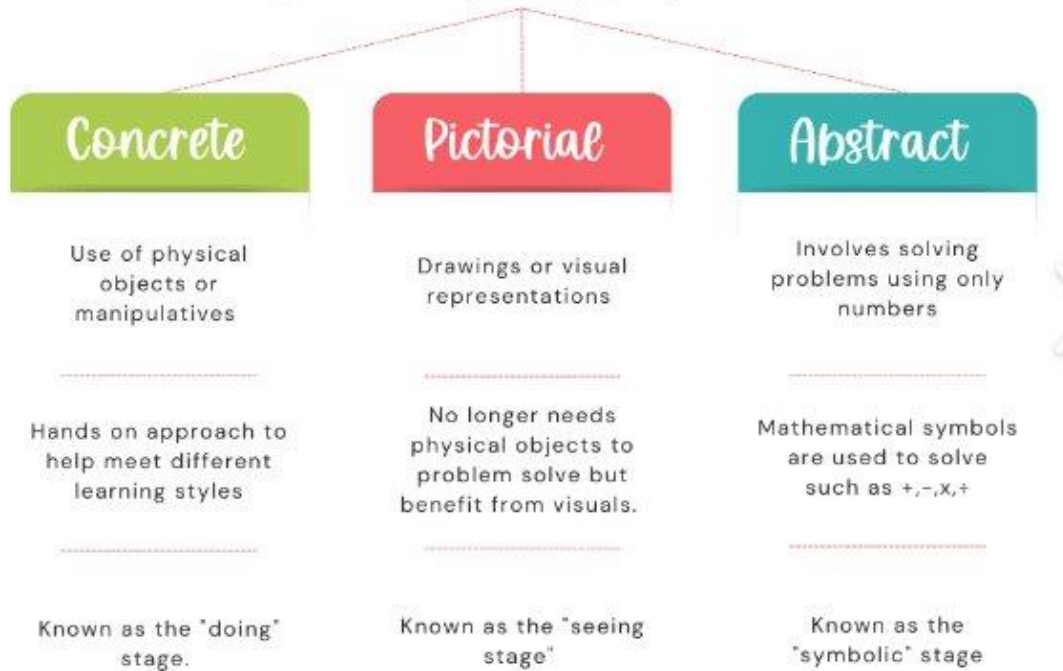 Concrete
Use of physical
objects or
manipulatives
Hands on approach to
help meet different
learning styles
Known as the "doing"
stage.
Pictorial
Drawings or visual
representations
No longer needs
physical objects to
problem solve but
benefit from visuals.
Known as the "seeing
stage"
Abstract
Involves solving
problems using only
numbers
Mathematical symbols
are used to solve
such as +,-,x,÷
Known as the
"symbolic" stage